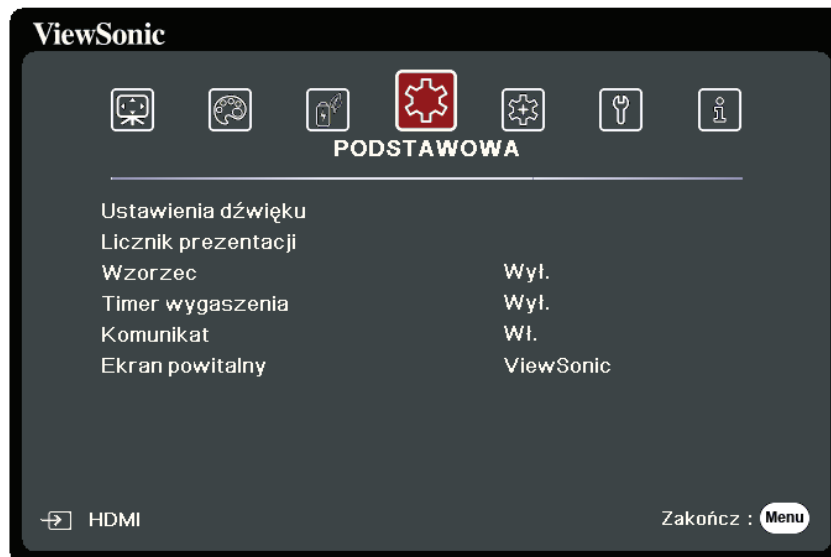 ViewSonic
PODSTAWOWA
Ustawienia dźwięku
Licznik prezentacji
Wzorzec Wył.
Timer wygaszenia Wył.
Komunikat Wł.
Ekran powitalny ViewSonic
HDMI Zakończ : Menu